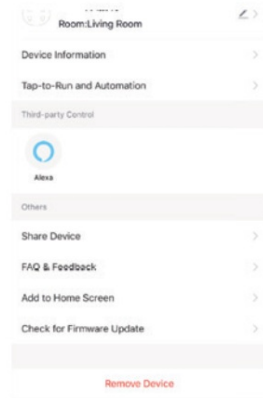 Room:Living Room
Device Information
Tap-to-Run and Automation
Third-party Control
Alexa
Others
Share Device
FAQ & Feedback
Add to Home Screen
Check for Firmware Update
Remove Device